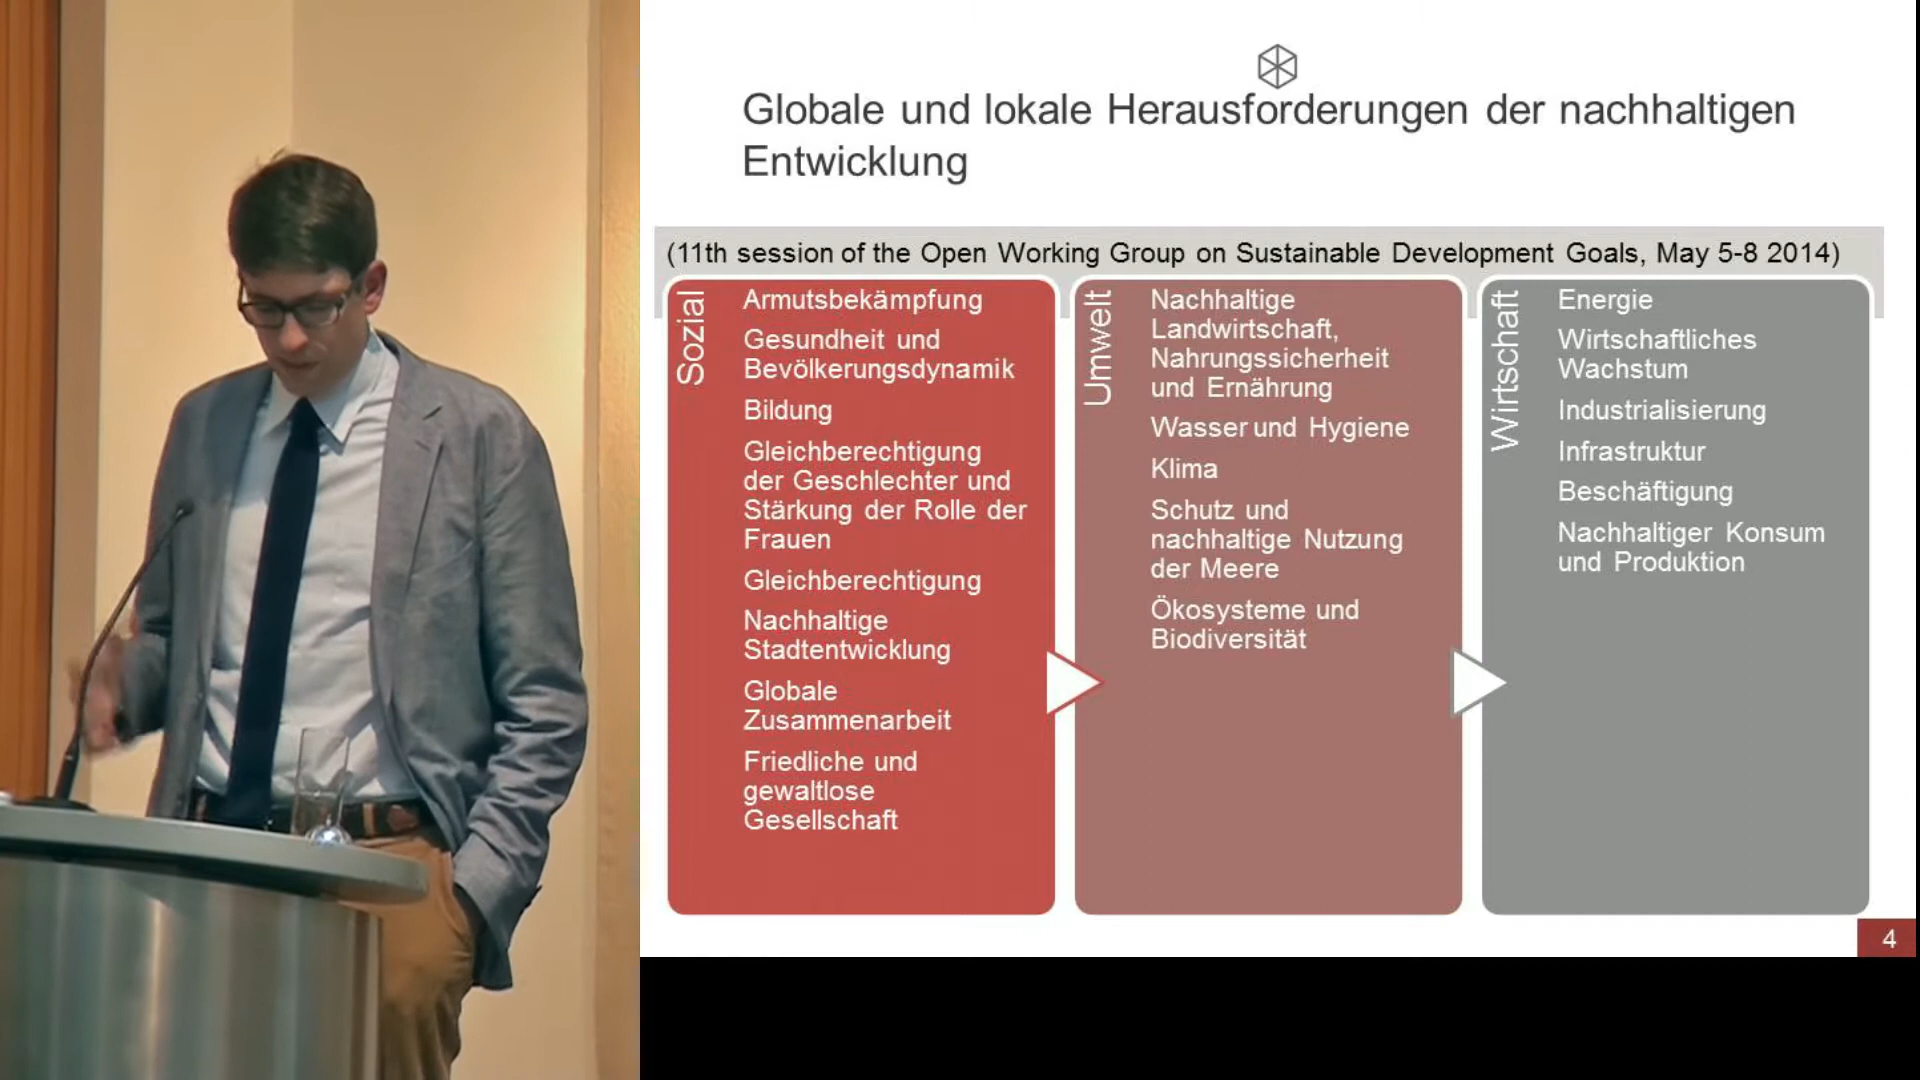 Globale und lokale Herausforderungen der nachhaltigen
Entwicklung
(11th session of the Open Working Group on Sustainable Development Goals, May 5-8 2014)
Sozial
Armutsbekämpfung
Gesundheit und
Bevölkerungsdynamik
Bildung
Gleichberechtigung
der Geschlechter und
Stärkung der Rolle der
Frauen
Gleichberechtigung
Nachhaltige
Stadtentwicklung
Globale
Zusammenarbeit
Friedliche und
gewaltlose
Gesellschaft
Umwelt
Nachhaltige
Landwirtschaft,
Nahrungssicherheit
und Ernährung
Wasser und Hygiene
Klima
Schutz und
nachhaltige Nutzung
der Meere
Ökosysteme und
Biodiversität
Wirtschaft
Energie
Wirtschaftliches
Wachstum
Industrialisierung
Infrastruktur
Beschäftigung
Nachhaltiger Konsum
und Produktion
4